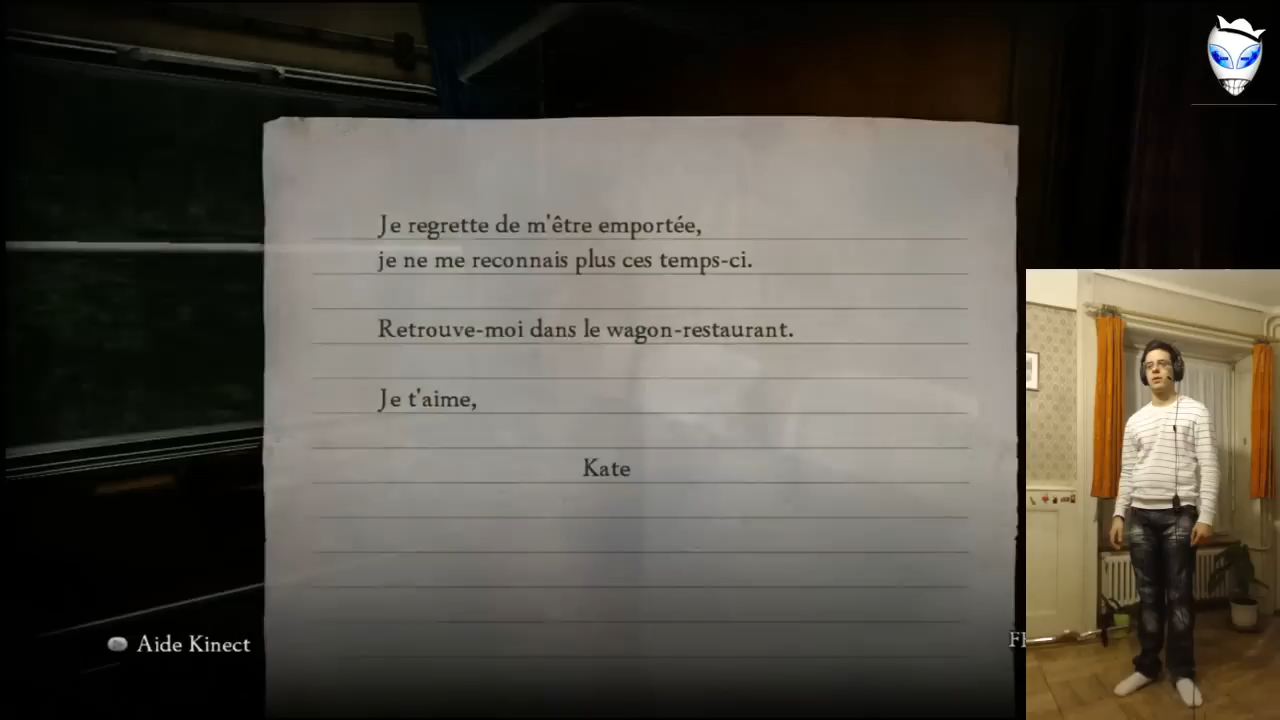 Je regrette de m'être emportée,
je ne me reconnais plus ces temps-ci.
Retrouve-moi dans le wagon-restaurant.
Je t'aime,
Kate
Aide Kinect